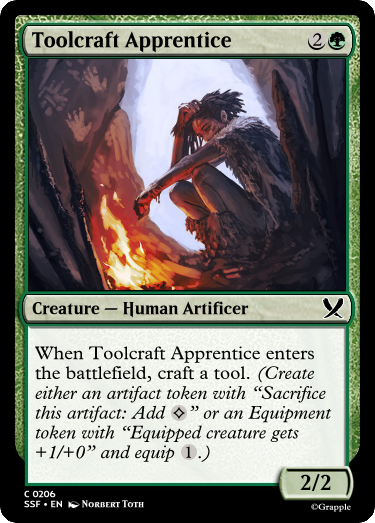 Toolcraft Apprentice 2
Creature — Human Artificer
When Toolcraft Apprentice enters
the battlefield, craft a tool. (Create
either an artifact token with “Sacrifice
this artifact: Add ” or an Equipment
token with “Equipped creature gets
+1/+0” and equip 1.)
2/2
C 0206
SSF • EN Norbert Toth
©Grapple